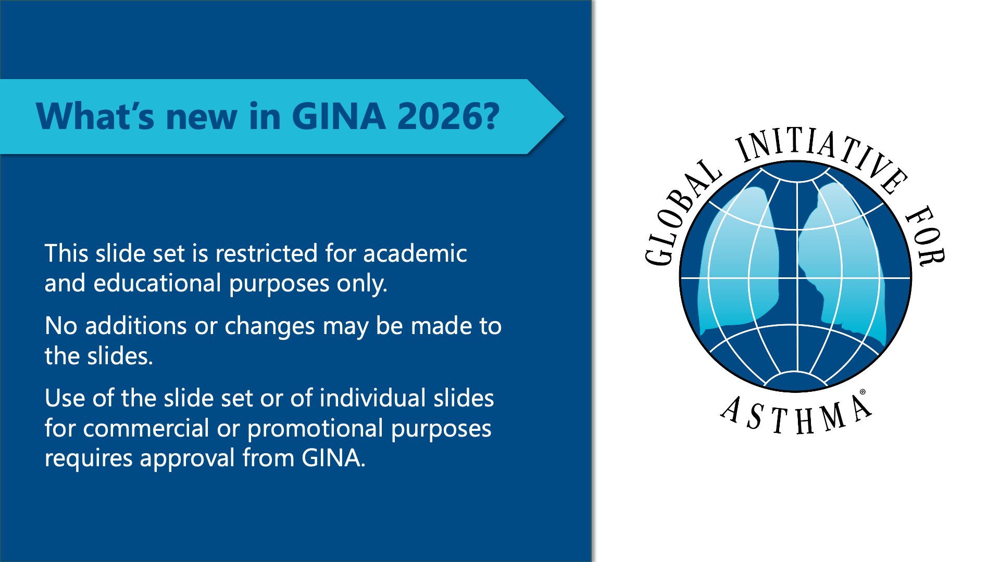 What’s new in GINA 2026?
This slide set is restricted for academic
and educational purposes only.
No additions or changes may be made to
the slides.
Use of the slide set or of individual slides
for commercial or promotional purposes
requires approval from GINA.
GLOBAL INITIATIVE FOR
ASTHMA®